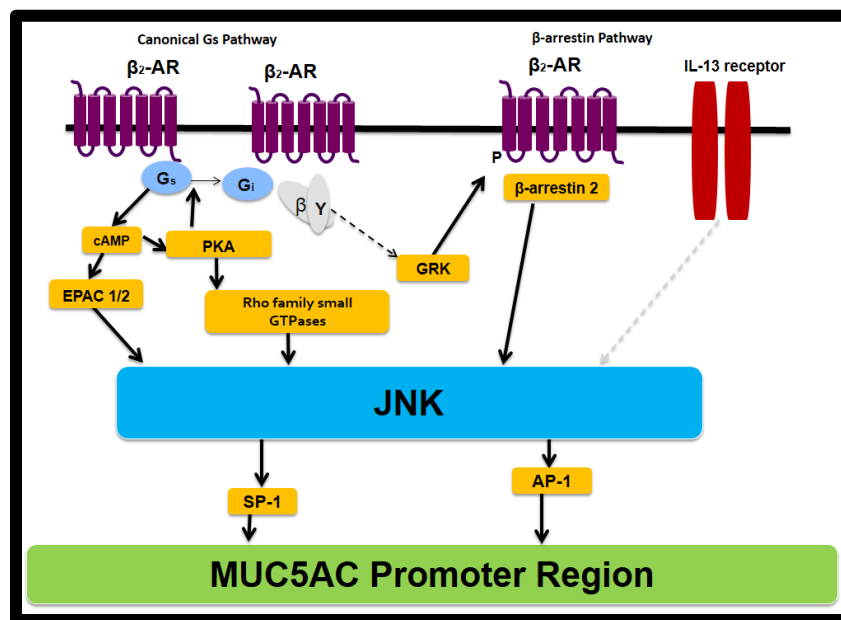 Canonical Gs Pathway
β-arrestin Pathway
β₂-AR
β₂-AR
β₂-AR
IL-13 receptor
P
Gs
Gi
β
Y
β-arrestin 2
cAMP
PKA
GRK
EPAC 1/2
Rho family small
GTPases
JNK
SP-1
AP-1
MUC5AC Promoter Region